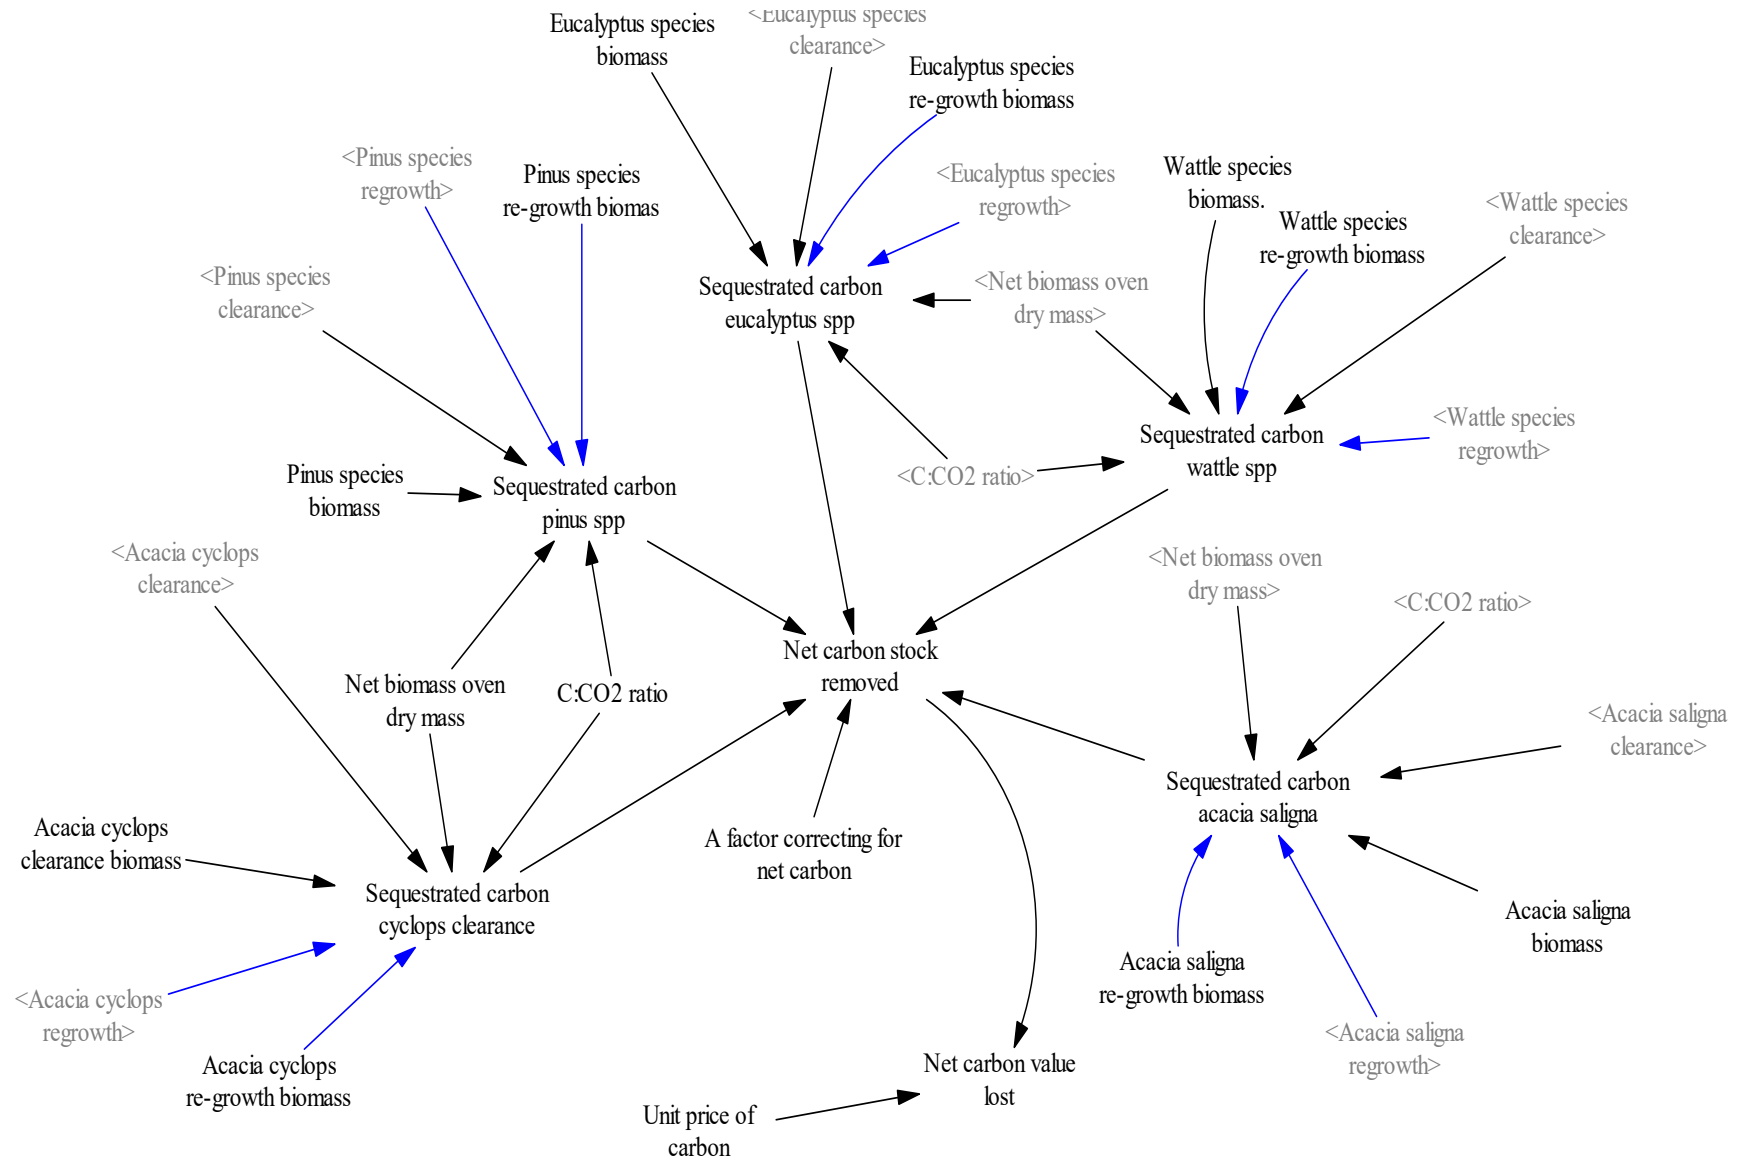 Eucalyptus species
biomass
<Eucalyptus species
clearance>
Eucalyptus species
re-growth biomass
<Pinus species
regrowth>
Pinus species
re-growth biomas
<Eucalyptus species
regrowth>
Wattle species
biomass.
Wattle species
re-growth biomass
<Wattle species
clearance>
<Pinus species
clearance>
Sequestrated carbon
eucalyptus spp
<Net biomass oven
dry mass>
Pinus species
biomass
Sequestrated carbon
pinus spp
<C:CO2 ratio>
Sequestrated carbon
wattle spp
<Wattle species
regrowth>
<Acacia cyclops
clearance>
<Net biomass oven
dry mass>
<C:CO2 ratio>
Net biomass oven
dry mass
C:CO2 ratio
Net carbon stock
removed
<Acacia saligna
clearance>
Sequestrated carbon
acacia saligna
Acacia cyclops
clearance biomass
A factor correcting for
net carbon
Sequestrated carbon
cyclops clearance
Acacia saligna
biomass
Acacia saligna
re-growth biomass
<Acacia cyclops
regrowth>
<Acacia saligna
regrowth>
Acacia cyclops
re-growth biomass
Net carbon value
lost
Unit price of
carbon